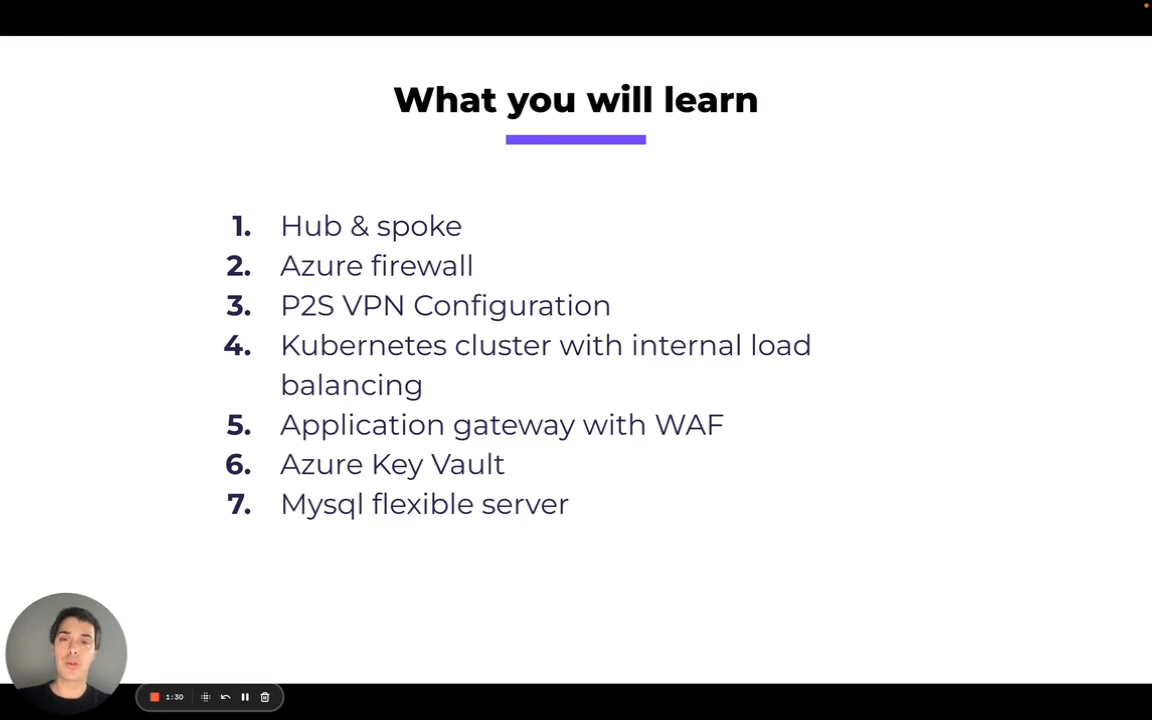 What you will learn
1. Hub & spoke
2. Azure firewall
3. P2S VPN Configuration
4. Kubernetes cluster with internal load
balancing
5. Application gateway with WAF
6. Azure Key Vault
7. Mysql flexible server
1:30